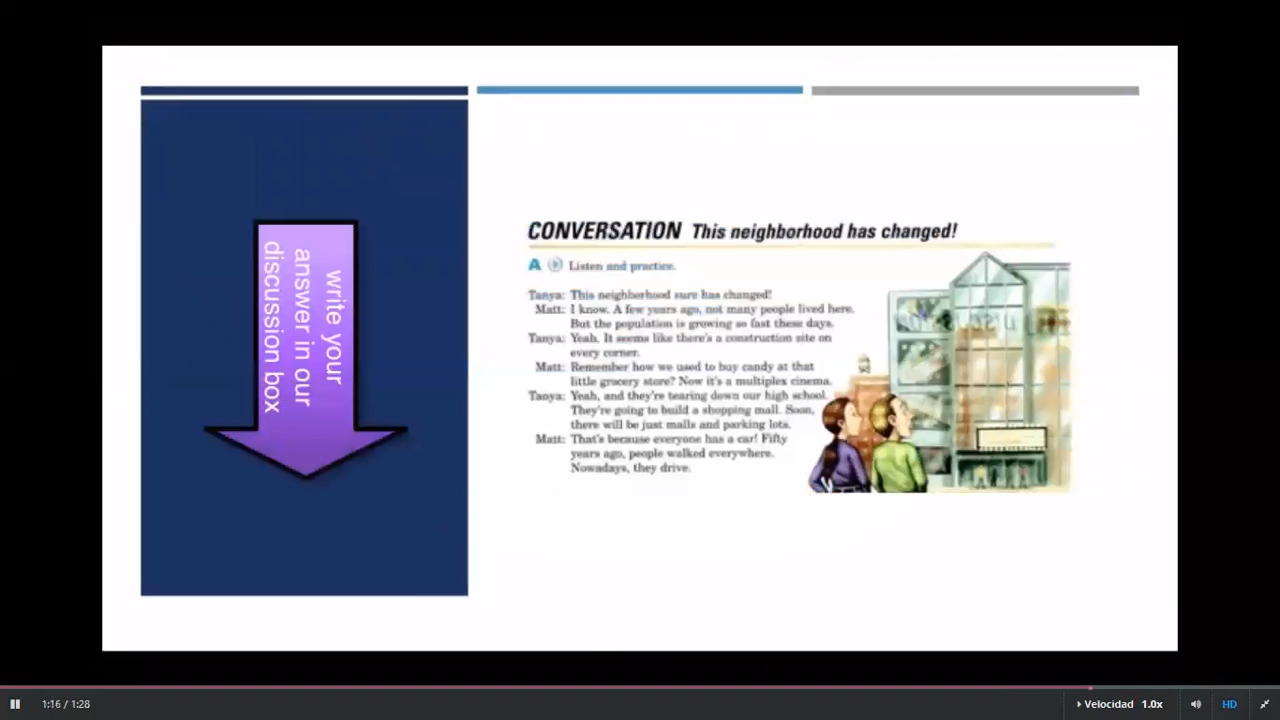 write your
answer in our
discussion box
CONVERSATION This neighborhood has changed!
A Listen and practice.
Tanya: This neighborhood sure has changed!
Matt: I know. A few years ago, not many people lived here.
But the population is growing so fast these days.
Tanya: Yeah. It seems like there's a construction site on
every corner.
Matt: Remember how we used to buy candy at that
little grocery store? Now it's a multiplex cinema.
Tanya: Yeah, and they're tearing down our high school.
They're going to build a shopping mall. Soon,
there will be just malls and parking lots.
Matt: That's because everyone has a car! Fifty
years ago, people walked everywhere.
Nowadays, they drive.
1:16 / 1:28
Velocidad 1.0x
HD